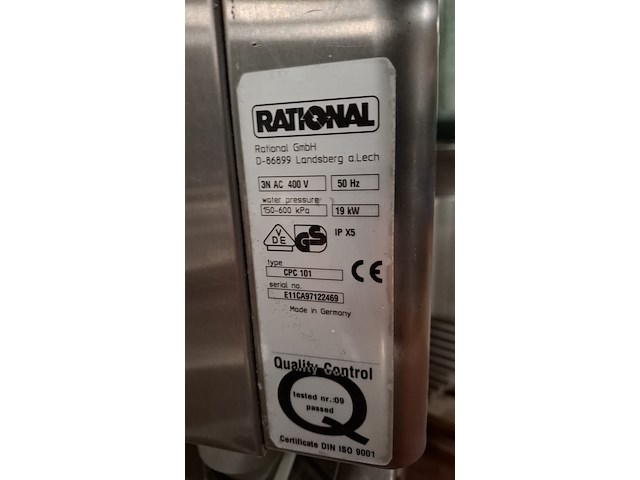 RATIONAL
Rational GmbH
D-86899 Landsberg a.Lech
3N AC 400 V 50 Hz
water pressure
150-600 kPa 19 kW
VDE GS IP X5
type
CPC 101 CE
serial no.
E11CA97122469
Made in Germany
Quality Control
Q
tested nr.:09
passed
Certificate DIN ISO 9001